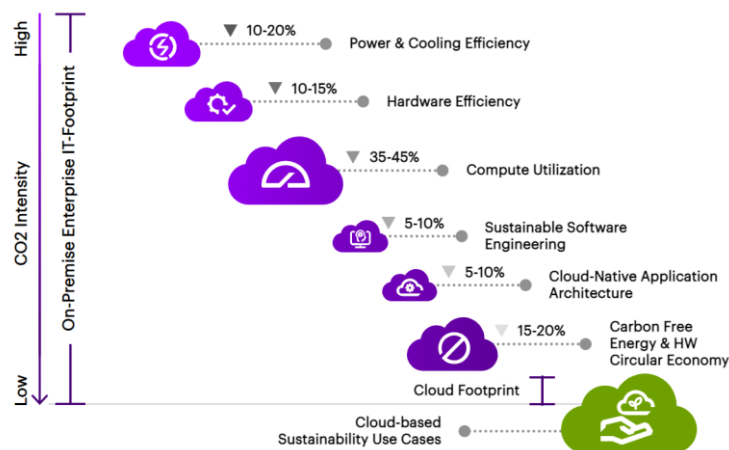 High
CO2 Intensity
Low
On-Premise Enterprise IT-Footprint
10-20%
Power & Cooling Efficiency
10-15%
Hardware Efficiency
35-45%
Compute Utilization
5-10%
Sustainable Software
Engineering
5-10%
Cloud-Native Application
Architecture
15-20%
Carbon Free
Energy & HW
Circular Economy
Cloud Footprint
Cloud-based
Sustainability Use Cases